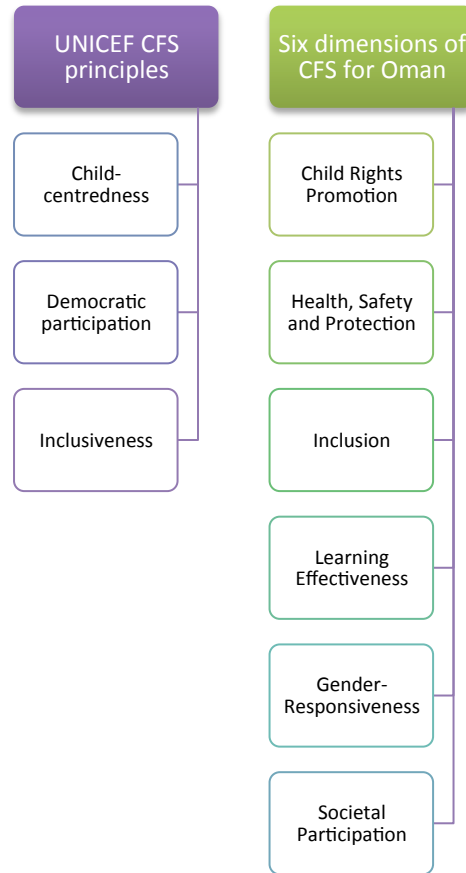 UNICEF CFS
principles
Child-
centredness
Democratic
participation
Inclusiveness
Six dimensions of
CFS for Oman
Child Rights
Promotion
Health, Safety
and Protection
Inclusion
Learning
Effectiveness
Gender-
Responsiveness
Societal
Participation